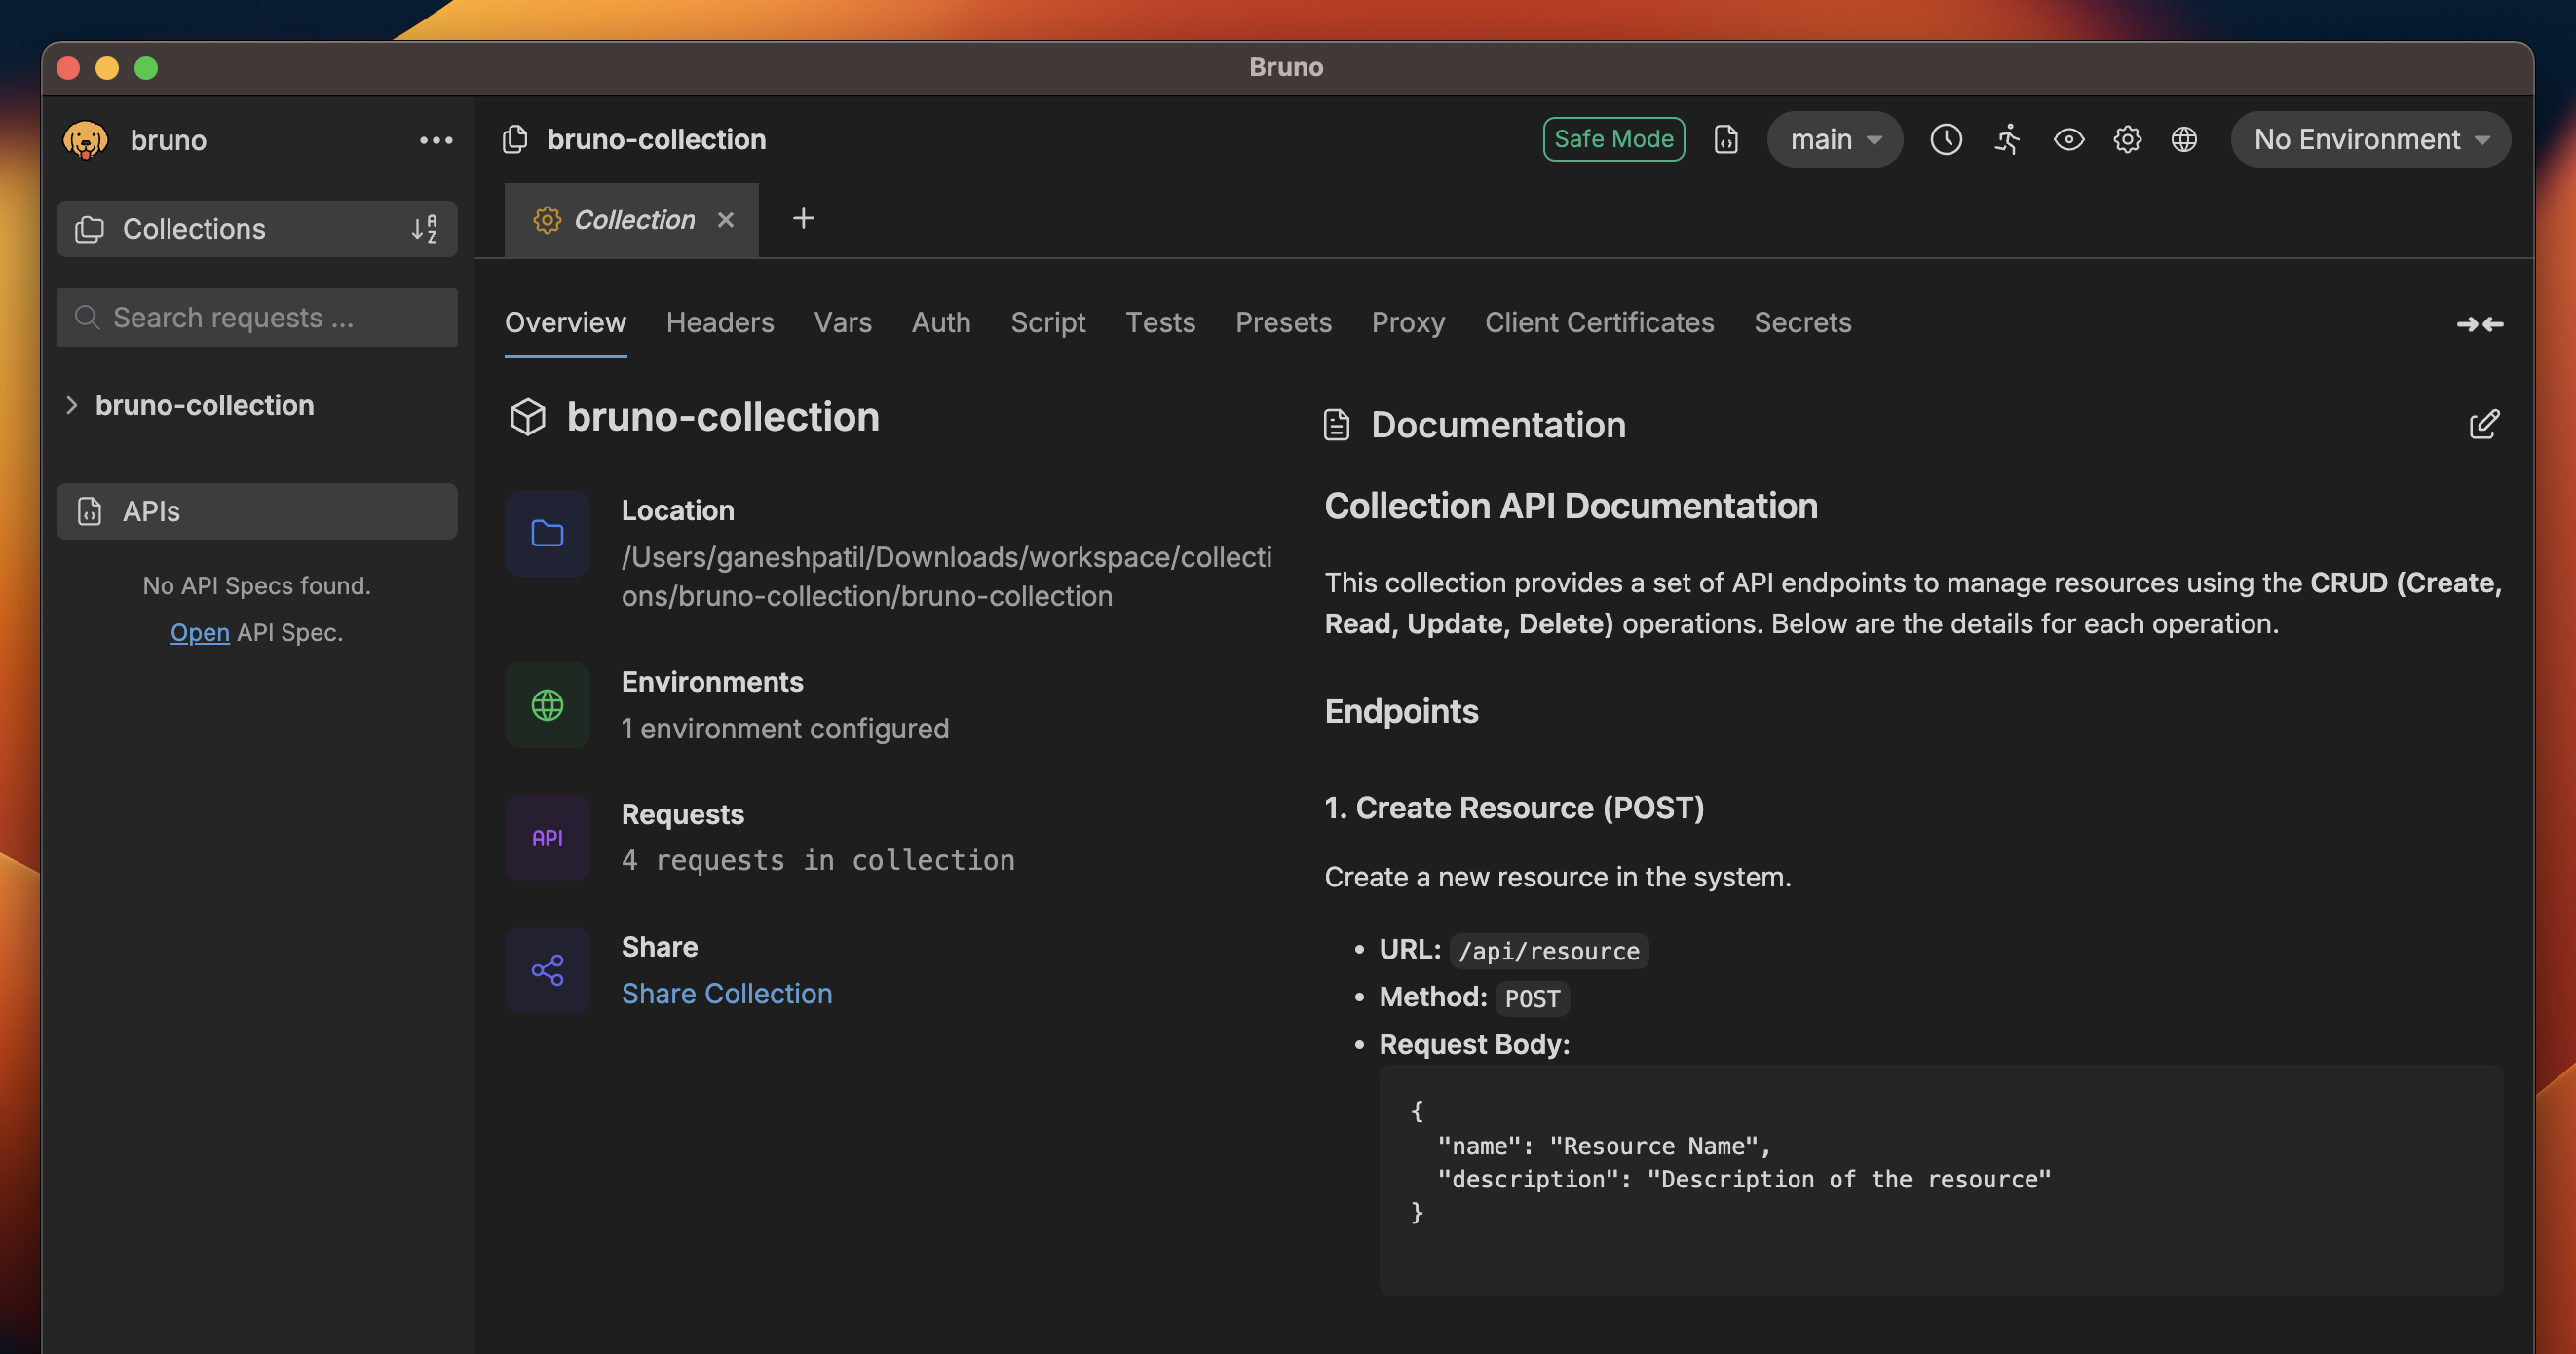 Bruno
bruno
Collections
Search requests ...
bruno-collection
APIs
No API Specs found.
Open API Spec.
bruno-collection
Safe Mode
main
No Environment
Collection
Overview Headers Vars Auth Script Tests Presets Proxy Client Certificates Secrets
bruno-collection
Location
/Users/ganeshpatil/Downloads/workspace/collecti
ons/bruno-collection/bruno-collection
Environments
1 environment configured
API
Requests
4 requests in collection
Share
Share Collection
Documentation
Collection API Documentation
This collection provides a set of API endpoints to manage resources using the CRUD (Create,
Read, Update, Delete) operations. Below are the details for each operation.
Endpoints
1. Create Resource (POST)
Create a new resource in the system.
• URL: /api/resource
• Method: POST
• Request Body:
{
"name": "Resource Name",
"description": "Description of the resource"
}